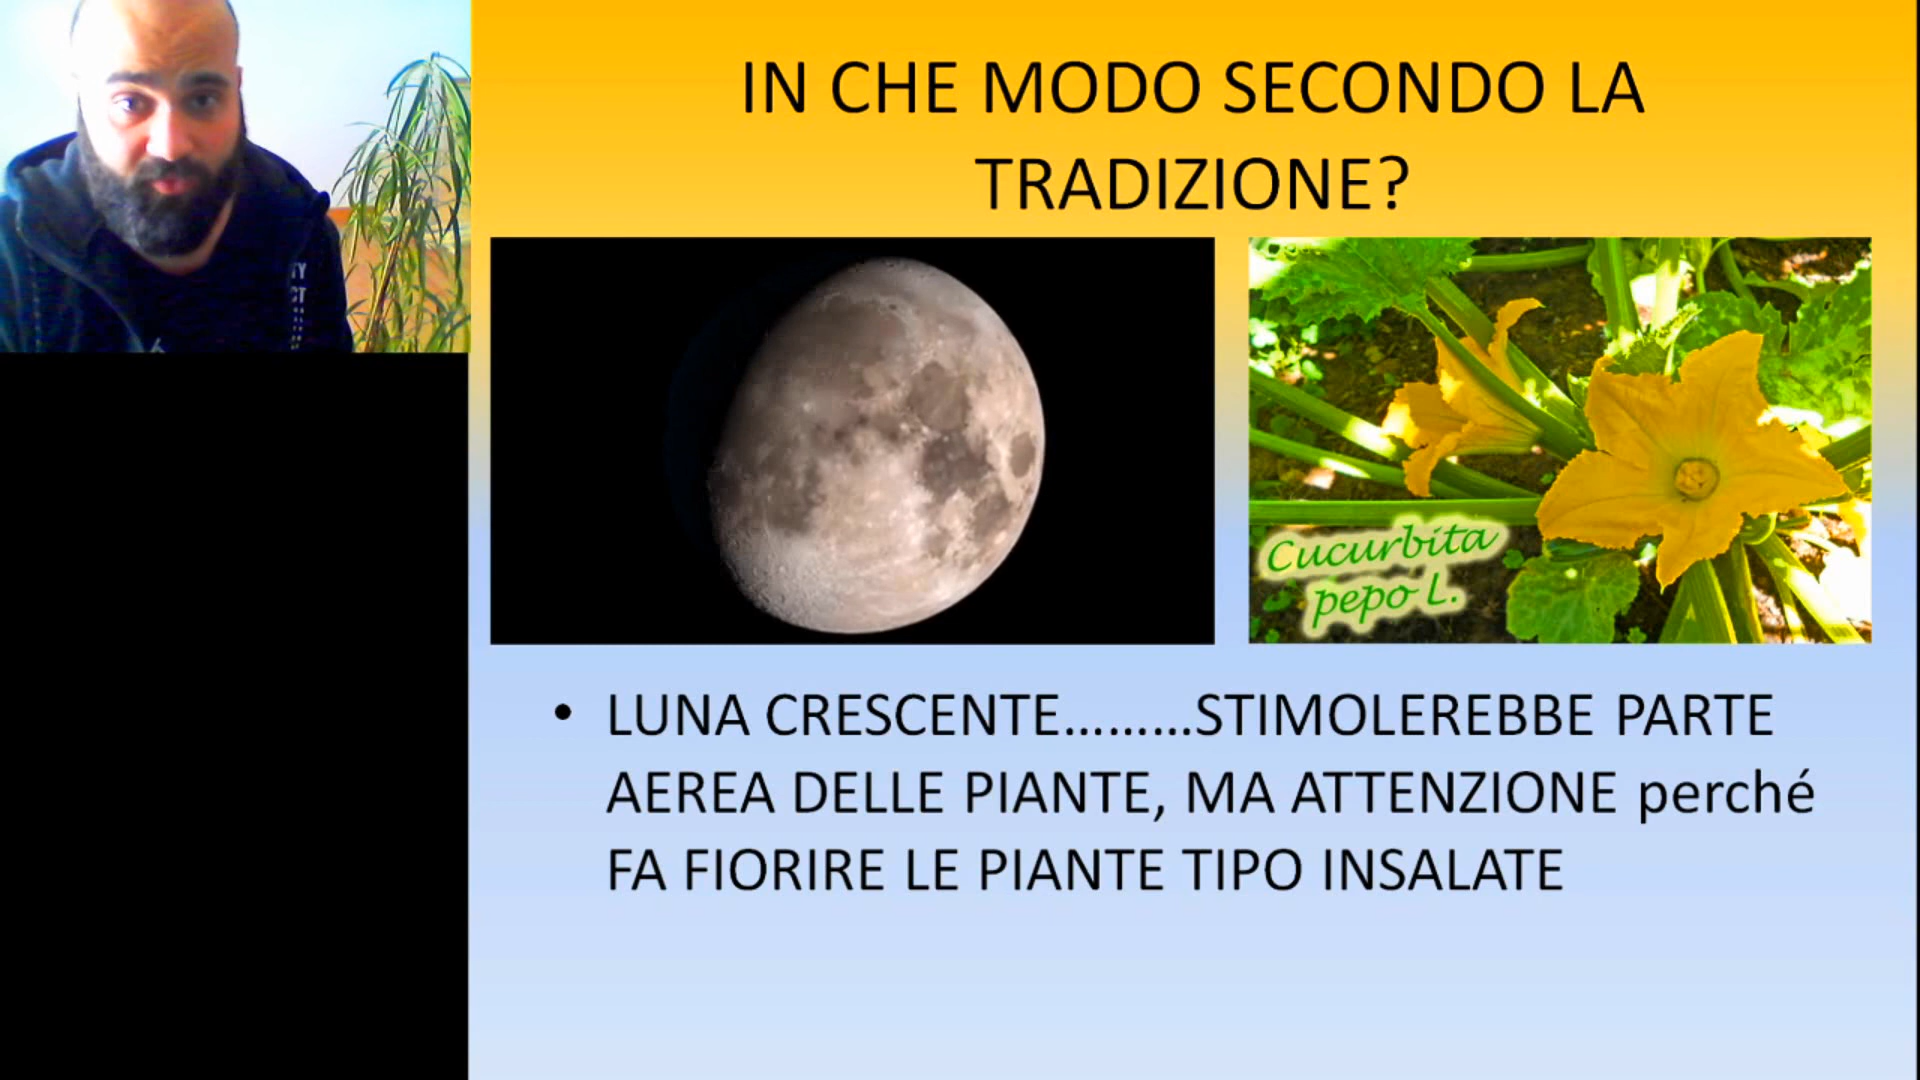 IN CHE MODO SECONDO LA
TRADIZIONE?
Cucurbita
pepo L.
• LUNA CRESCENTE.........STIMOLEREBBE PARTE
AEREA DELLE PIANTE, MA ATTENZIONE perché
FA FIORIRE LE PIANTE TIPO INSALATE